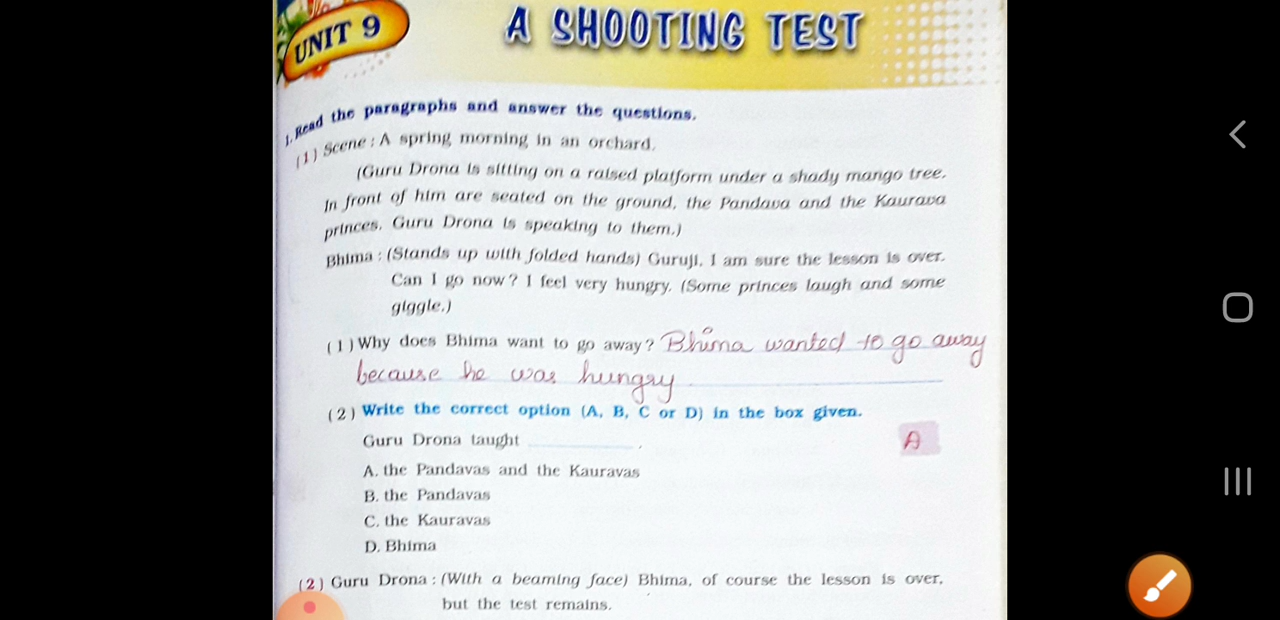 UNIT 9
A SHOOTING TEST
1. Read the paragraphs and answer the questions.
(1) Scene : A spring morning in an orchard.
(Guru Drona is sitting on a raised platform under a shady mango tree.
In front of him are seated on the ground, the Pandava and the Kaurava
princes. Guru Drona is speaking to them.)
Bhima : (Stands up with folded hands) Guruji, I am sure the lesson is over.
Can I go now? I feel very hungry. (Some princes laugh and some
giggle.)
(1) Why does Bhima want to go away? Bhima wanted to go away
because he was hungry
(2) Write the correct option (A, B, C or D) in the box given.
Guru Drona taught ________ . A
A. the Pandavas and the Kauravas
B. the Pandavas
C. the Kauravas
D. Bhima
(2) Guru Drona : (With a beaming face) Bhima, of course the lesson is over,
but the test remains.